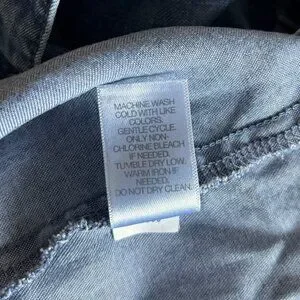 MACHINE WASH
COLD WITH LIKE
COLORS.
GENTLE CYCLE.
ONLY NON-
CHLORINE BLEACH
IF NEEDED.
TUMBLE DRY LOW.
WARM IRON IF
NEEDED.
DO NOT DRY CLEAN.